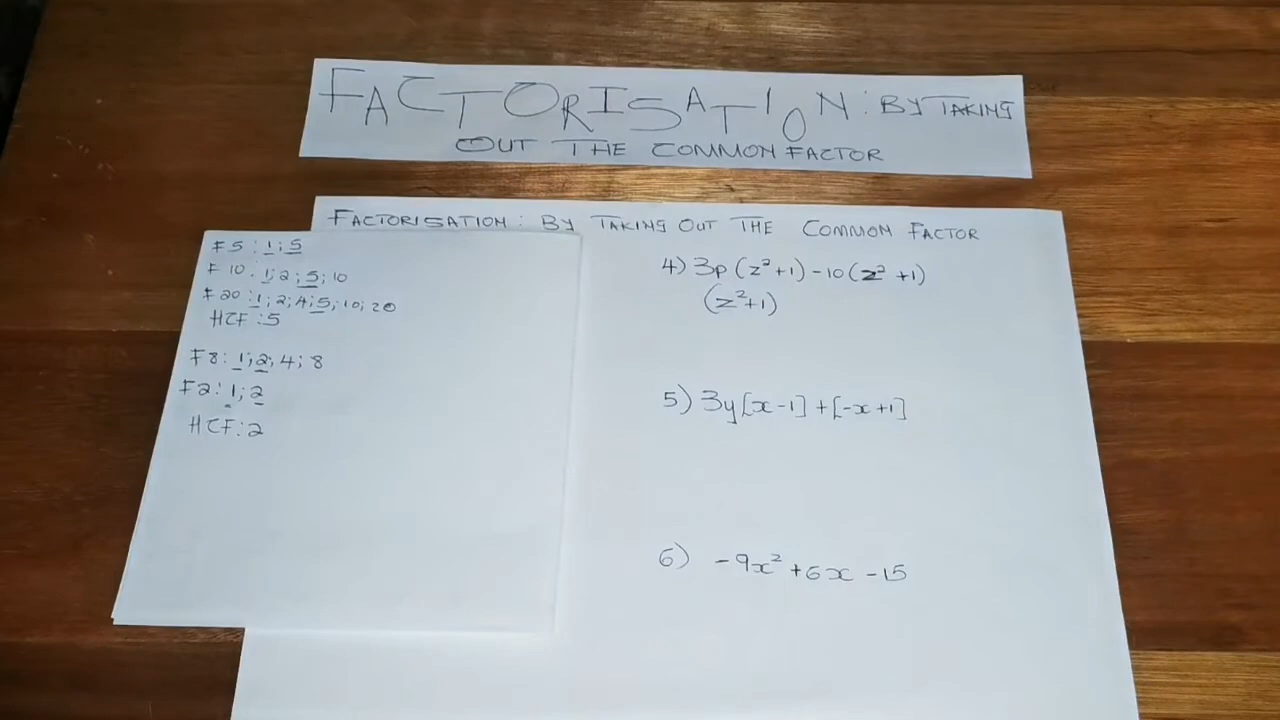 FACTORISATION: BY TAKING
OUT THE COMMON FACTOR
FACTORISATION: BY TAKING OUT THE COMMON FACTOR
F5: 1; 5
F10: 1; 2; 5; 10
F20: 1; 2; 4; 5; 10; 20
HCF: 5
F8: 1; 2; 4; 8
F2: 1; 2
HCF: 2
4) 3p(z²+1) -10(z²+1)
(z²+1)
5) 3y[x-1] + [-x+1]
6) -9x² +6x -15